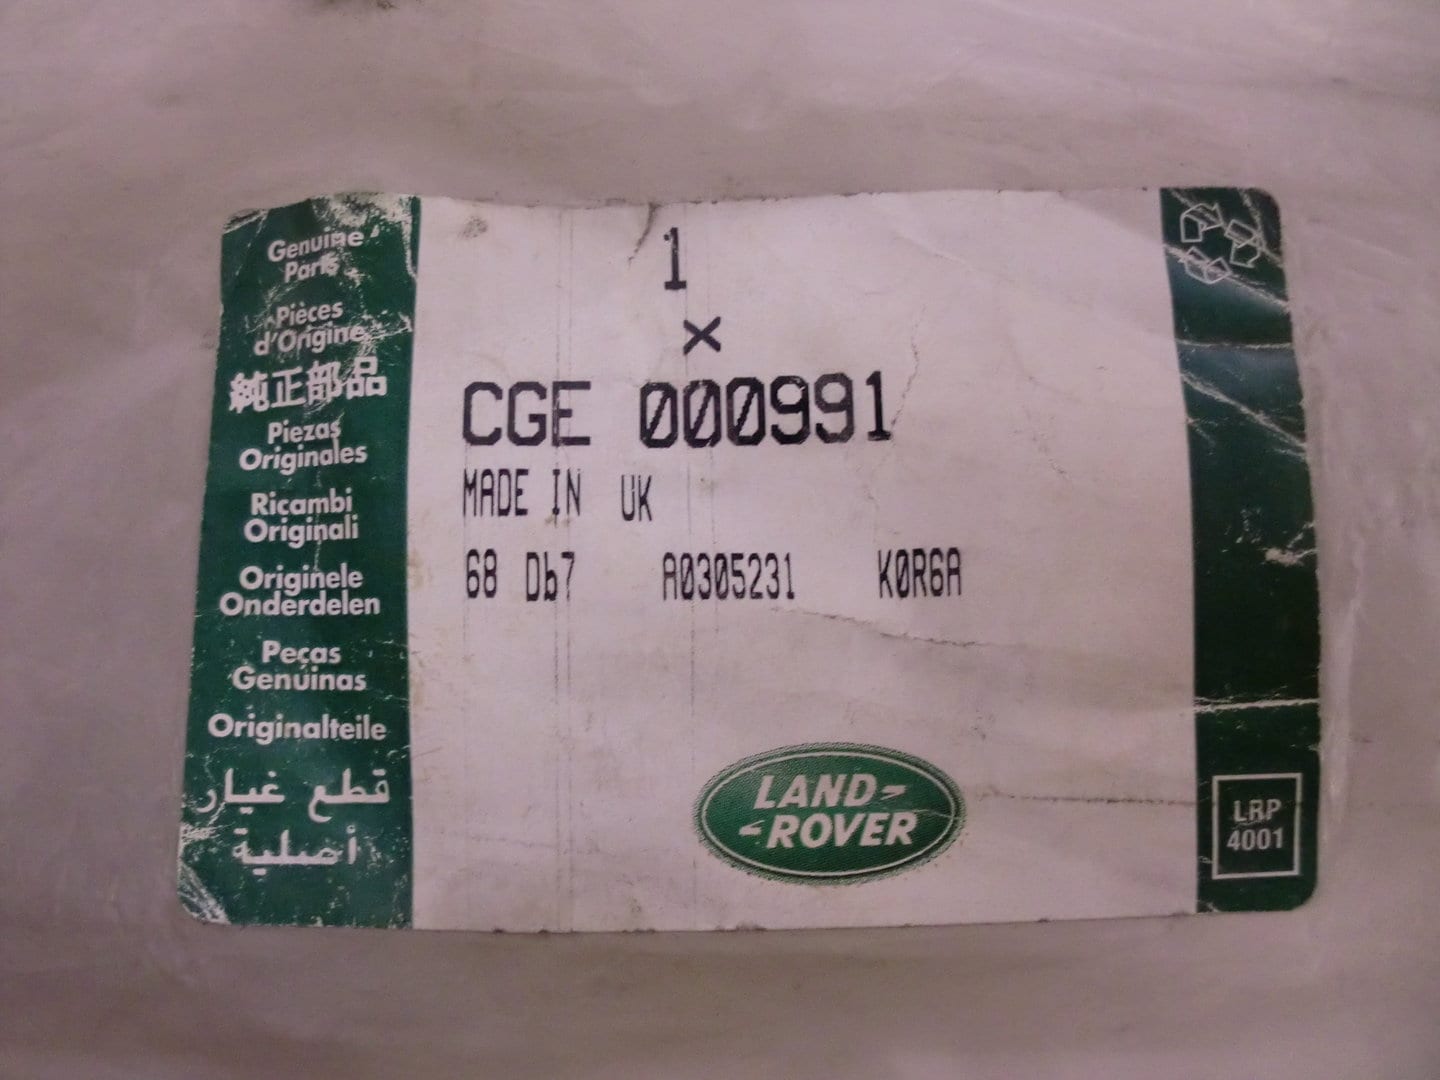 Genuine
Parts
Pièces
d'Origine
純正部品
Piezas
Originales
Ricambi
Originali
Originele
Onderdelen
Peças
Genuinas
Originalteile
قطع غيار
أصلية
1
×
CGE 000991
MADE IN UK
68 Db7 A0305231 K0R6A
LAND-
-ROVER
LRP
4001